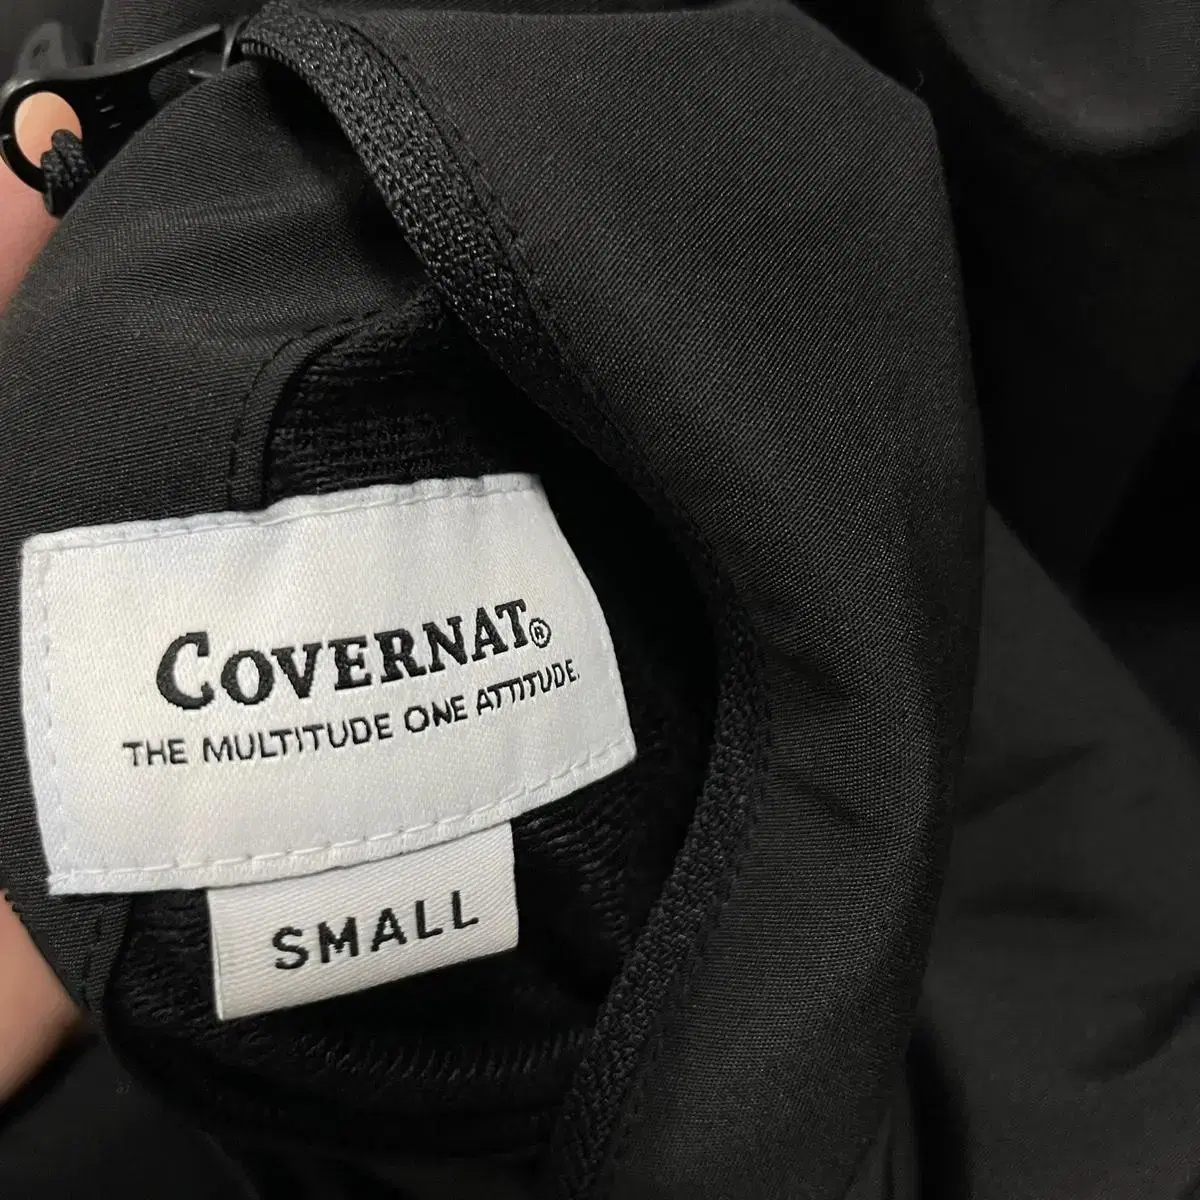 COVERNAT®
THE MULTITUDE ONE ATTITUDE.
SMALL